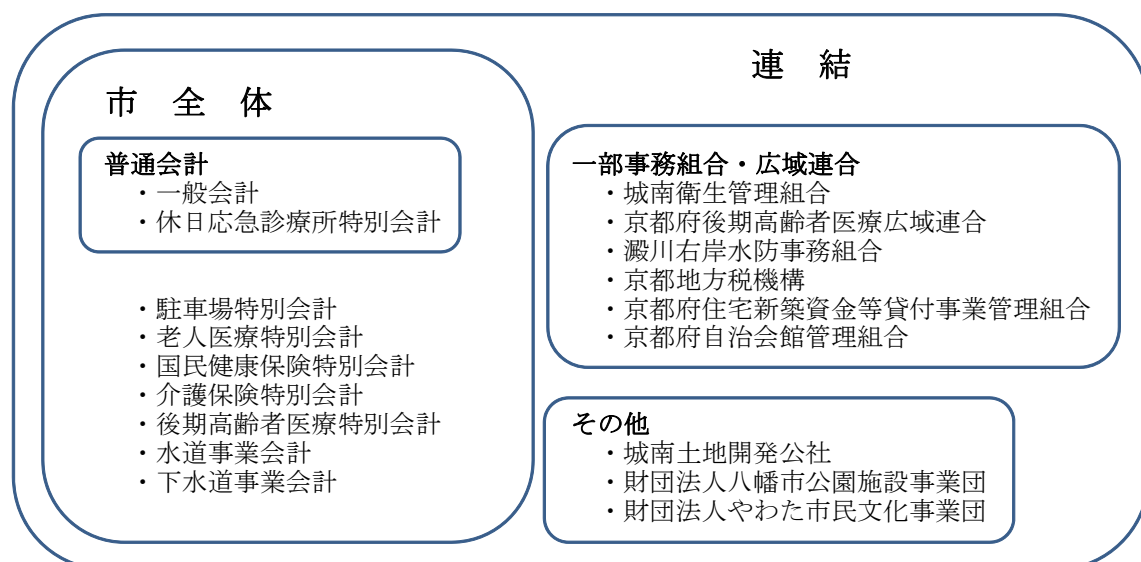 連 結
市 全 体
普通会計
・一般会計
・休日応急診療所特別会計
・駐車場特別会計
・老人医療特別会計
・国民健康保険特別会計
・介護保険特別会計
・後期高齢者医療特別会計
・水道事業会計
・下水道事業会計
一部事務組合・広域連合
・城南衛生管理組合
・京都府後期高齢者医療広域連合
・澱川右岸水防事務組合
・京都地方税機構
・京都府住宅新築資金等貸付事業管理組合
・京都府自治会館管理組合
その他
・城南土地開発公社
・財団法人八幡市公園施設事業団
・財団法人やわた市民文化事業団